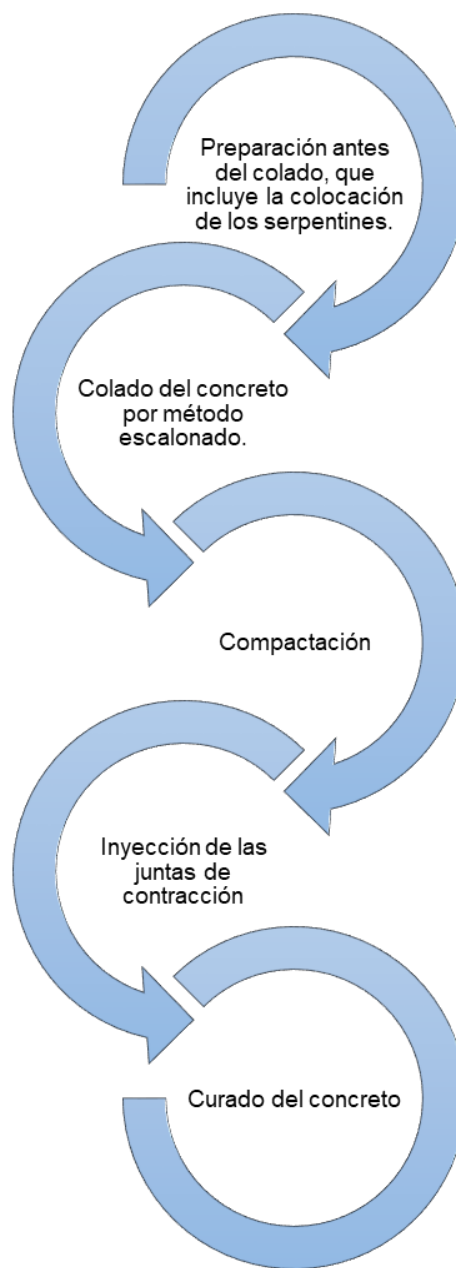 Preparación antes
del colado, que
incluye la colocación
de los serpentines.
Colado del concreto
por método
escalonado.
Compactación
Inyección de las
juntas de
contracción
Curado del concreto